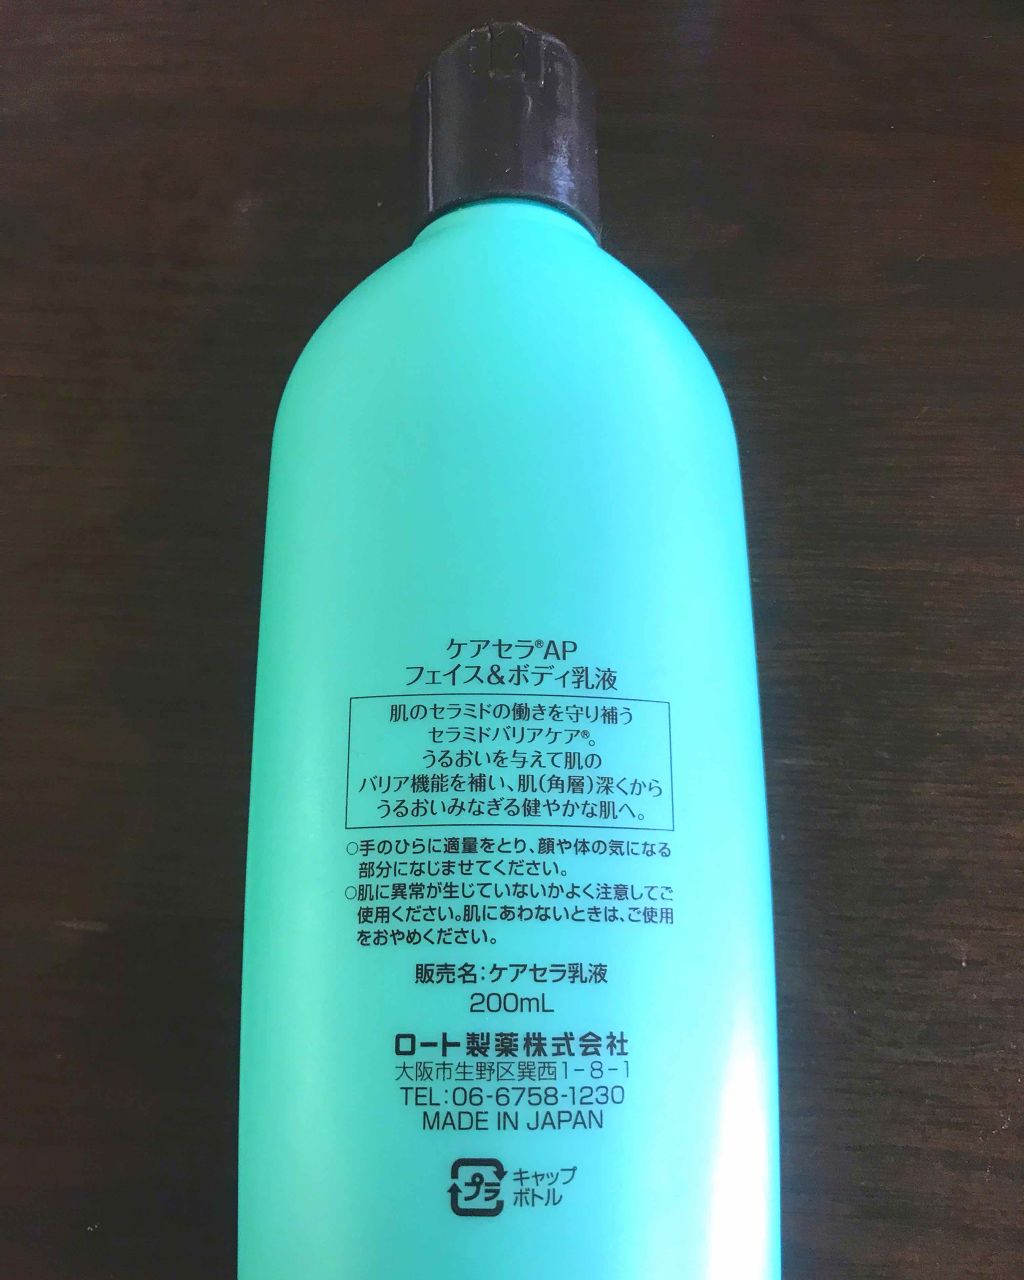 ケアセラ®AP
フェイス&ボディ乳液
肌のセラミドの働きを守り補う
セラミドバリアケア®。
うるおいを与えて肌の
バリア機能を補い、肌(角層)深くから
うるおいみなぎる健やかな肌へ。
○手のひらに適量をとり、顔や体の気になる
部分になじませてください。
○肌に異常が生じていないかよく注意してご
使用ください。肌にあわないときは、ご使用
をおやめください。
販売名:ケアセラ乳液
200mL
ロート製薬株式会社
大阪市生野区巽西1-8-1
TEL:06-6758-1230
MADE IN JAPAN
プラ
キャップ
ボトル